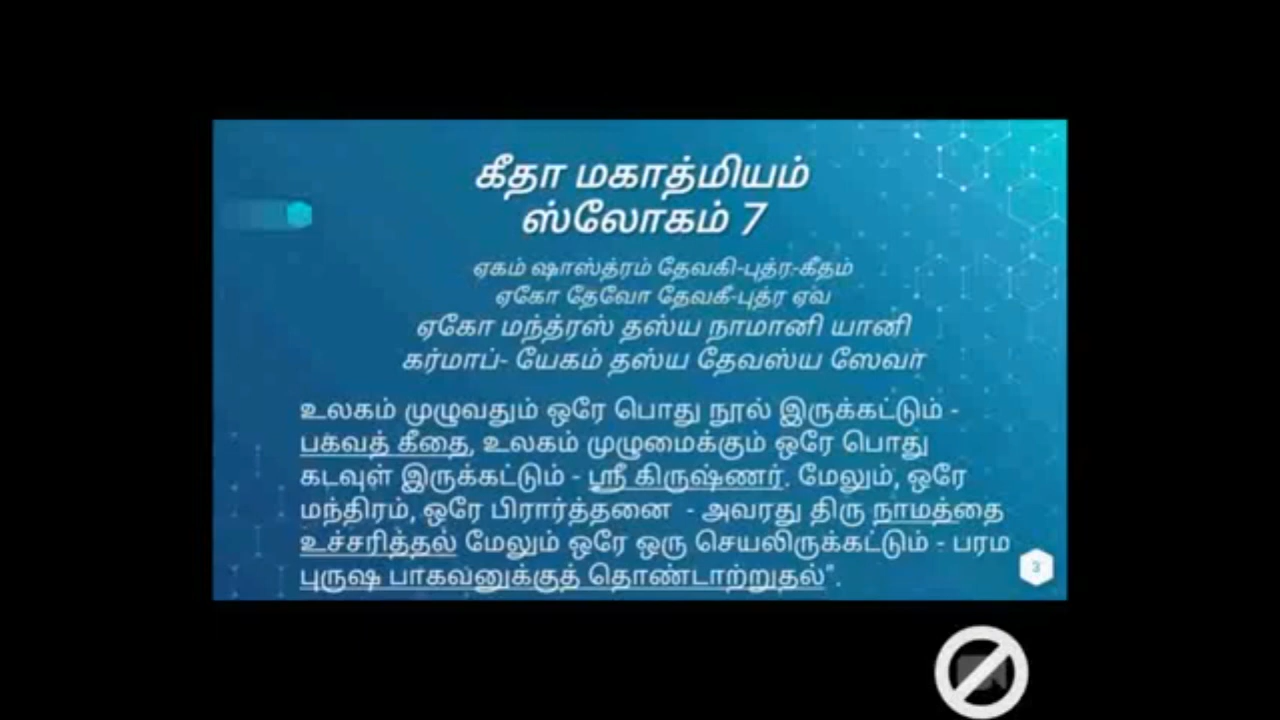 கீதா மகாத்மியம்
ஸ்லோகம் 7
ஏகம் ஷாஸ்த்ரம் தேவகி-புத்ர-கீதம்
ஏகோ தேவோ தேவகீ-புத்ர ஏவ
ஏகோ மந்த்ரஸ் தஸ்ய நாமானி யானி
கர்மாப்- யேகம் தஸ்ய தேவஸ்ய ஸேவா
உலகம் முழுவதும் ஒரே பொது நூல் இருக்கட்டும் -
பகவத் கீதை, உலகம் முழுமைக்கும் ஒரே பொது
கடவுள் இருக்கட்டும் - ஸ்ரீ கிருஷ்ணர். மேலும், ஒரே
மந்திரம், ஒரே பிரார்த்தனை - அவரது திரு நாமத்தை
உச்சரித்தல் மேலும் ஒரே ஒரு செயலிருக்கட்டும் - பரம
புருஷ பாகவனுக்குத் தொண்டாற்றுதல்".
3